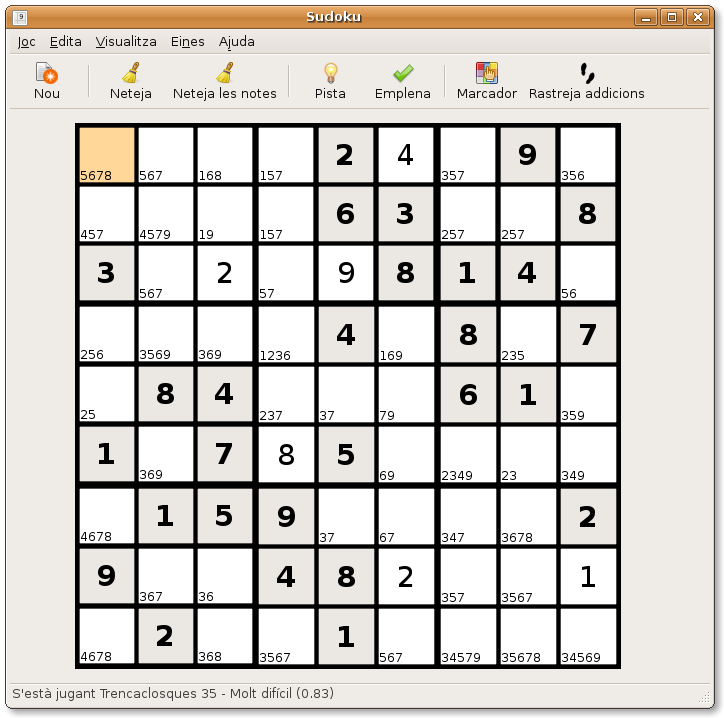 Sudoku
Joc Edita Visualitza Eines Ajuda
Nou Neteja Neteja les notes Pista Emplena Marcador Rastreja addicions
2 4 9
5678 567 168 157 357 356
6 3 8
457 4579 19 157 257 257
3 2 9 8 1 4
567 57 56
4 8 7
256 3569 369 1236 169 235
8 4 6 1
25 237 37 79 359
1 7 8 5
369 69 2349 23 349
1 5 9 2
4678 37 67 347 3678
9 4 8 2 1
367 36 357 3567
2 1
4678 368 3567 567 34579 35678 34569
S'està jugant Trencaclosques 35 - Molt difícil (0.83)